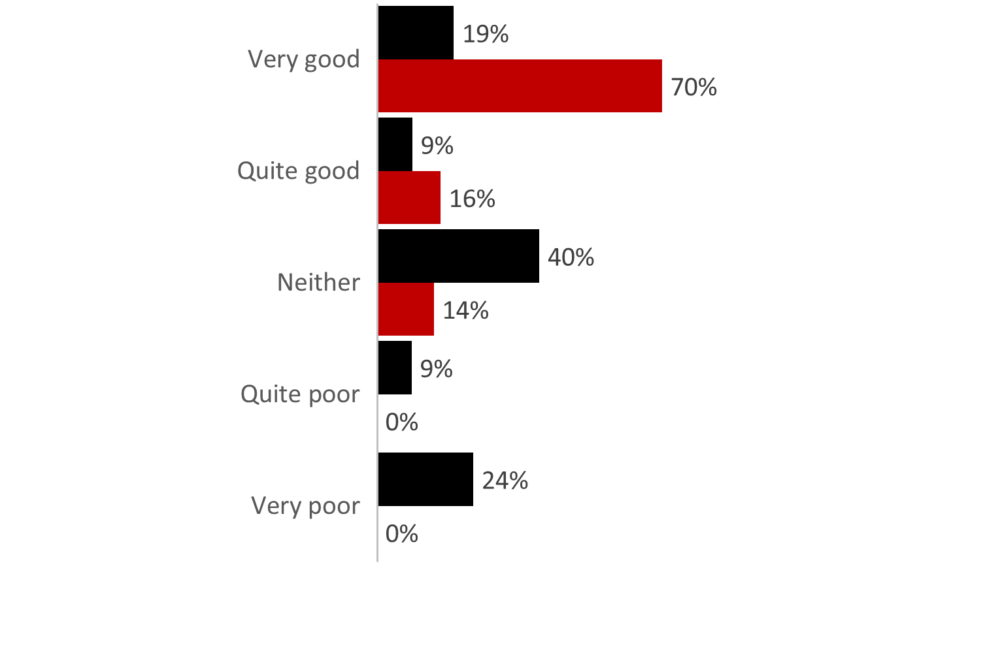 19%
Very good
70%
9%
Quite good
16%
40%
Neither
14%
9%
Quite poor
0%
24%
Very poor
0%